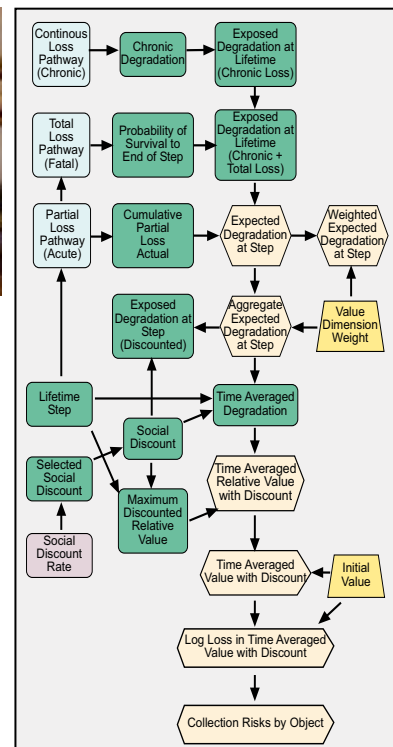 Continous
Loss
Pathway
(Chronic)
Chronic
Degradation
Exposed
Degradation at
Lifetime
(Chronic Loss)
Total
Loss
Pathway
(Fatal)
Probability of
Survival to
End of Step
Exposed
Degradation at
Lifetime
(Chronic +
Total Loss)
Partial
Loss
Pathway
(Acute)
Cumulative
Partial
Loss
Actual
Expected
Degradation
at Step
Weighted
Expected
Degradation
at Step
Exposed
Degradation at
Step
(Discounted)
Aggregate
Expected
Degradation
at Step
Value
Dimension
Weight
Lifetime
Step
Social
Discount
Time Averaged
Degradation
Selected
Social
Discount
Maximum
Discounted
Relative
Value
Time Averaged
Relative Value
with Discount
Social
Discount
Rate
Time Averaged
Value with Discount
Initial
Value
Log Loss in Time Averaged
Value with Discount
Collection Risks by Object